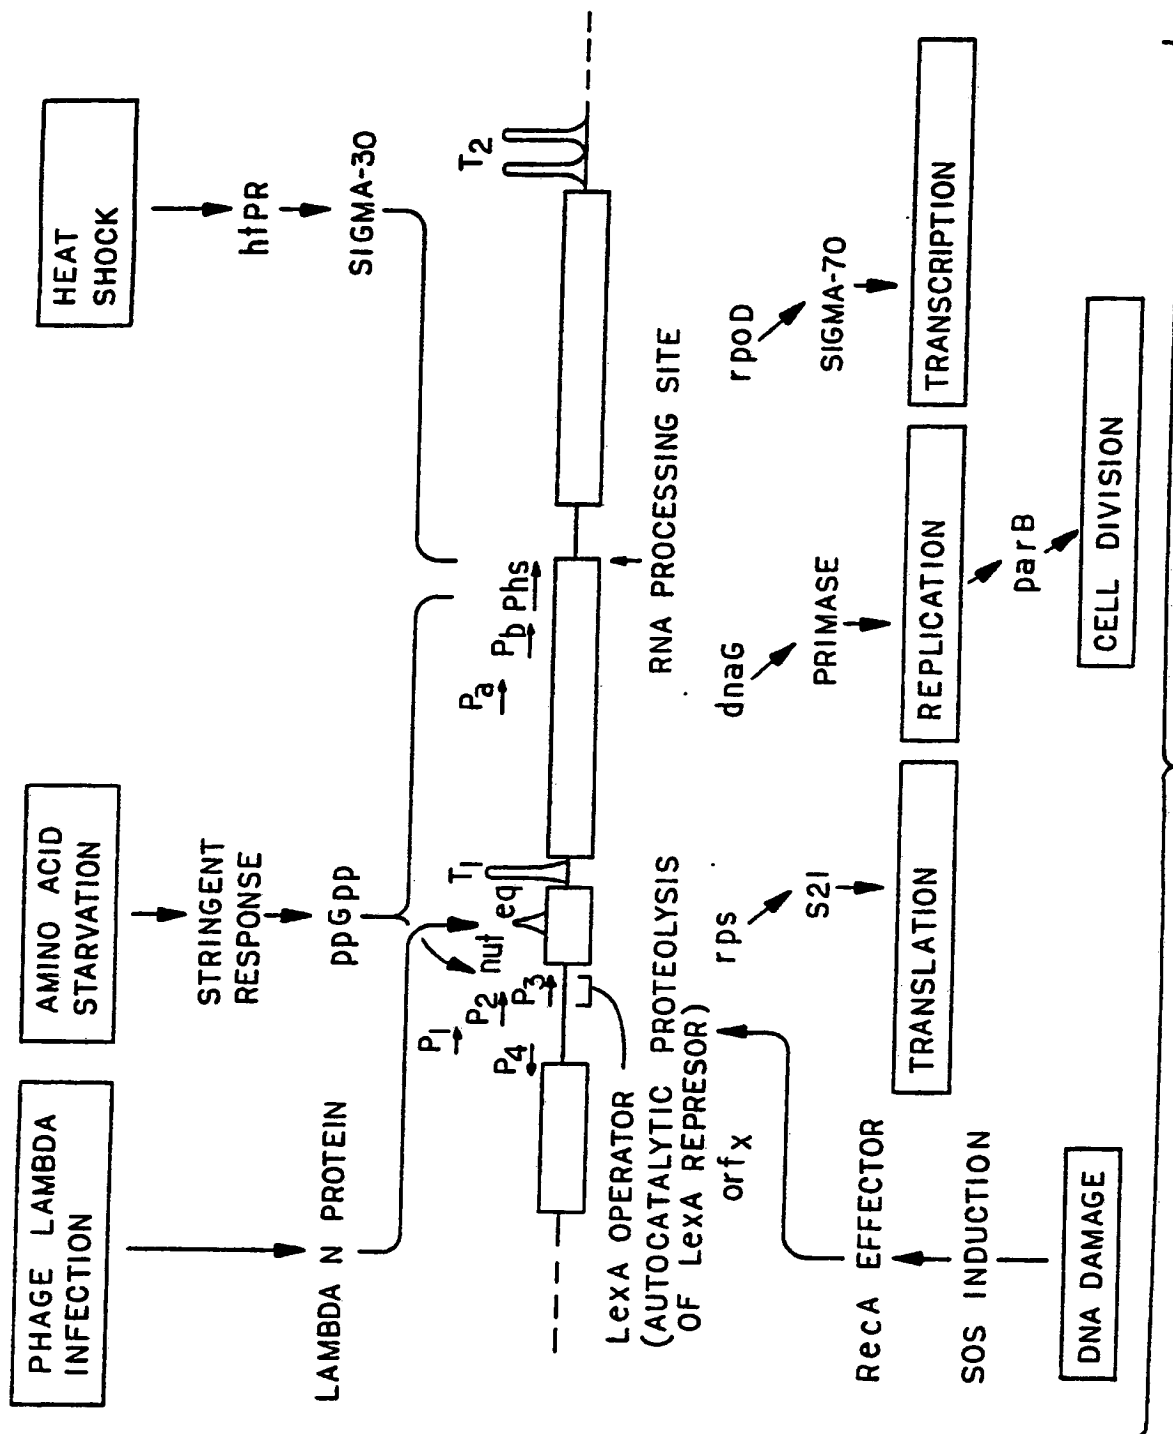 PHAGE LAMBDA
INFECTION
AMINO ACID
STARVATION
HEAT
SHOCK
STRINGENT
RESPONSE
htPR
LAMBDA N PROTEIN
ppGpp
SIGMA-30
P1
P2
P3
P4
nut
eq
T1
Pa
Pb
Phs
T2
LexA OPERATOR
(AUTOCATALYTIC PROTEOLYSIS
OF LexA REPRESOR)
RNA PROCESSING SITE
orfx
rps
dnaG
rpoD
S21
PRIMASE
SIGMA-70
RecA EFFECTOR
TRANSLATION
REPLICATION
TRANSCRIPTION
SOS INDUCTION
parB
DNA DAMAGE
CELL DIVISION